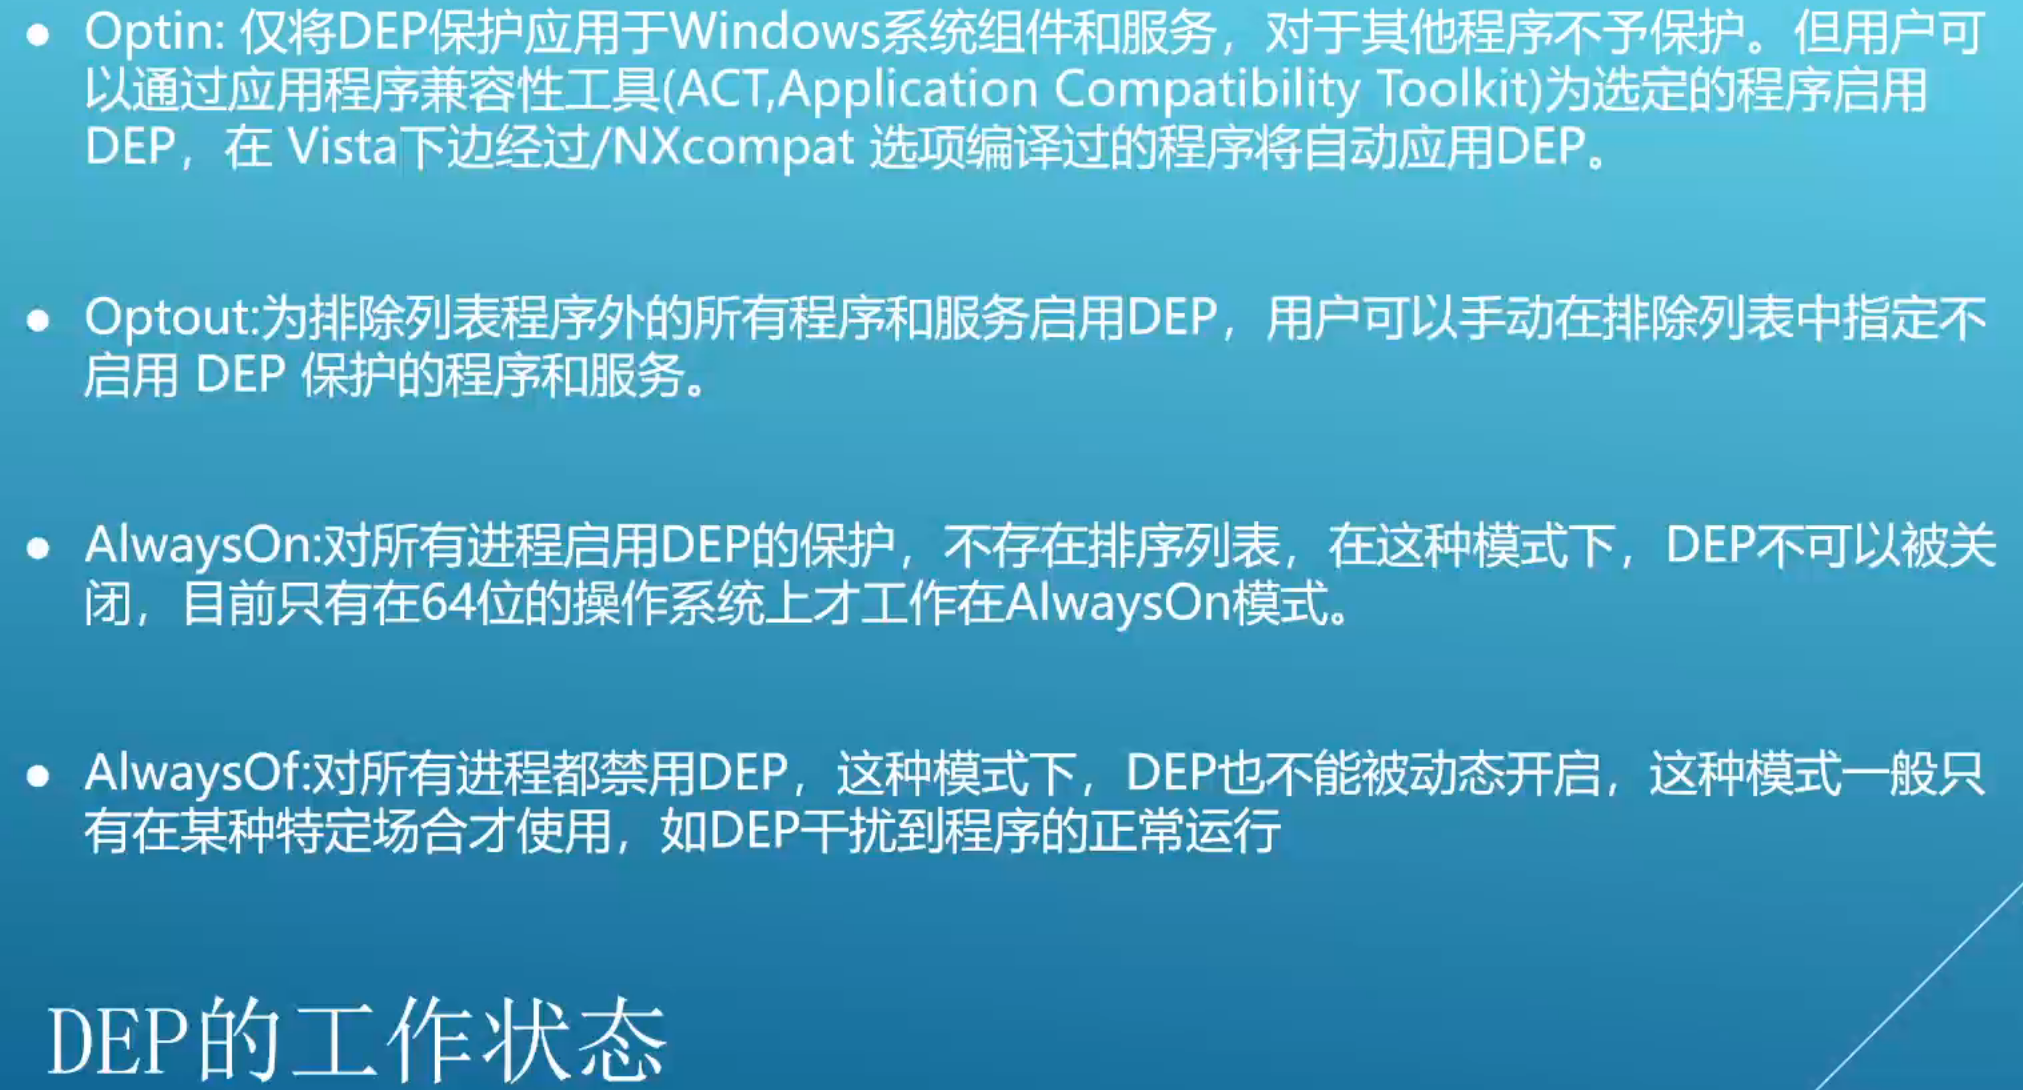 ● Optin: 仅将DEP保护应用于Windows系统组件和服务，对于其他程序不予保护。但用户可
以通过应用程序兼容性工具(ACT,Application Compatibility Toolkit)为选定的程序启用
DEP，在 Vista下边经过/NXcompat 选项编译过的程序将自动应用DEP。
● Optout:为排除列表程序外的所有程序和服务启用DEP，用户可以手动在排除列表中指定不
启用 DEP 保护的程序和服务。
● AlwaysOn:对所有进程启用DEP的保护，不存在排序列表，在这种模式下，DEP不可以被关
闭，目前只有在64位的操作系统上才工作在AlwaysOn模式。
● AlwaysOf:对所有进程都禁用DEP，这种模式下，DEP也不能被动态开启，这种模式一般只
有在某种特定场合才使用，如DEP干扰到程序的正常运行
DEP的工作状态